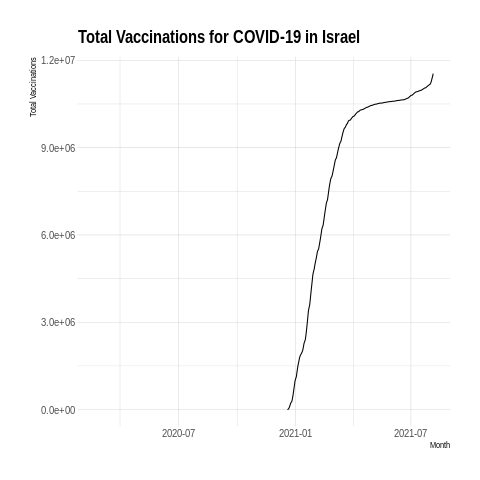 Total Vaccinations for COVID-19 in Israel
Total Vaccinations
1.2e+07
9.0e+06
6.0e+06
3.0e+06
0.0e+00
2020-07
2021-01
2021-07
Month